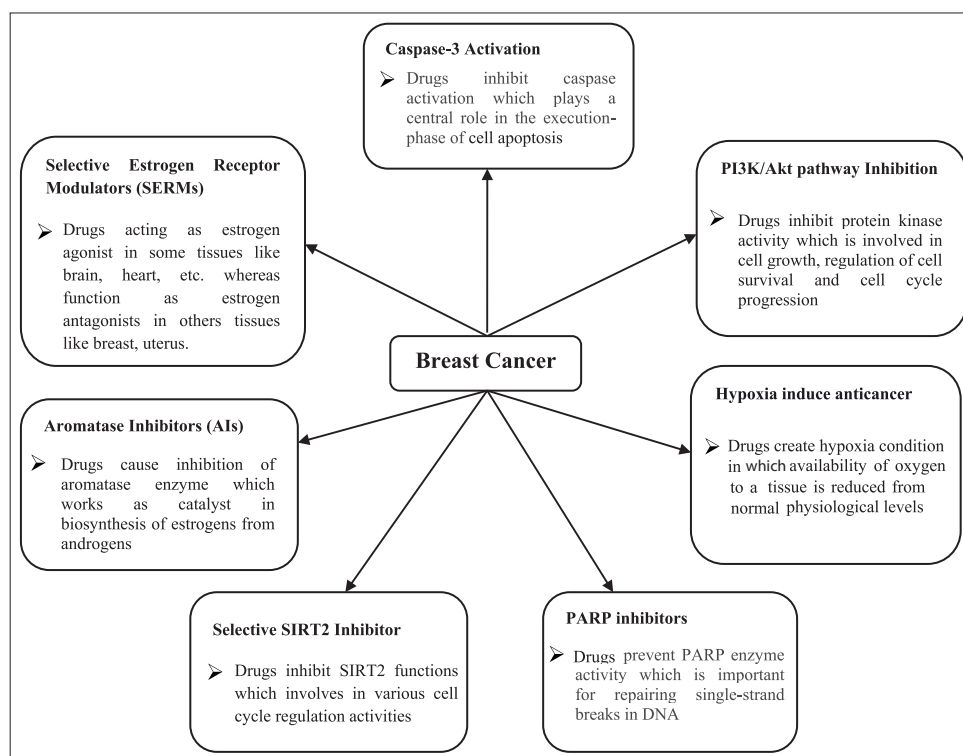 Caspase-3 Activation
➢ Drugs inhibit caspase
activation which plays a
central role in the execution-
phase of cell apoptosis
Selective Estrogen Receptor
Modulators (SERMs)
➢ Drugs acting as estrogen
agonist in some tissues like
brain, heart, etc. whereas
function as estrogen
antagonists in others tissues
like breast, uterus.
PI3K/Akt pathway Inhibition
➢ Drugs inhibit protein kinase
activity which is involved in
cell growth, regulation of cell
survival and cell cycle
progression
Breast Cancer
Aromatase Inhibitors (AIs)
➢ Drugs cause inhibition of
aromatase enzyme which
works as catalyst in
biosynthesis of estrogens from
androgens
Hypoxia induce anticancer
➢ Drugs create hypoxia condition
in which availability of oxygen
to a tissue is reduced from
normal physiological levels
Selective SIRT2 Inhibitor
➢ Drugs inhibit SIRT2 functions
which involves in various cell
cycle regulation activities
PARP inhibitors
➢ Drugs prevent PARP enzyme
activity which is important
for repairing single-strand
breaks in DNA